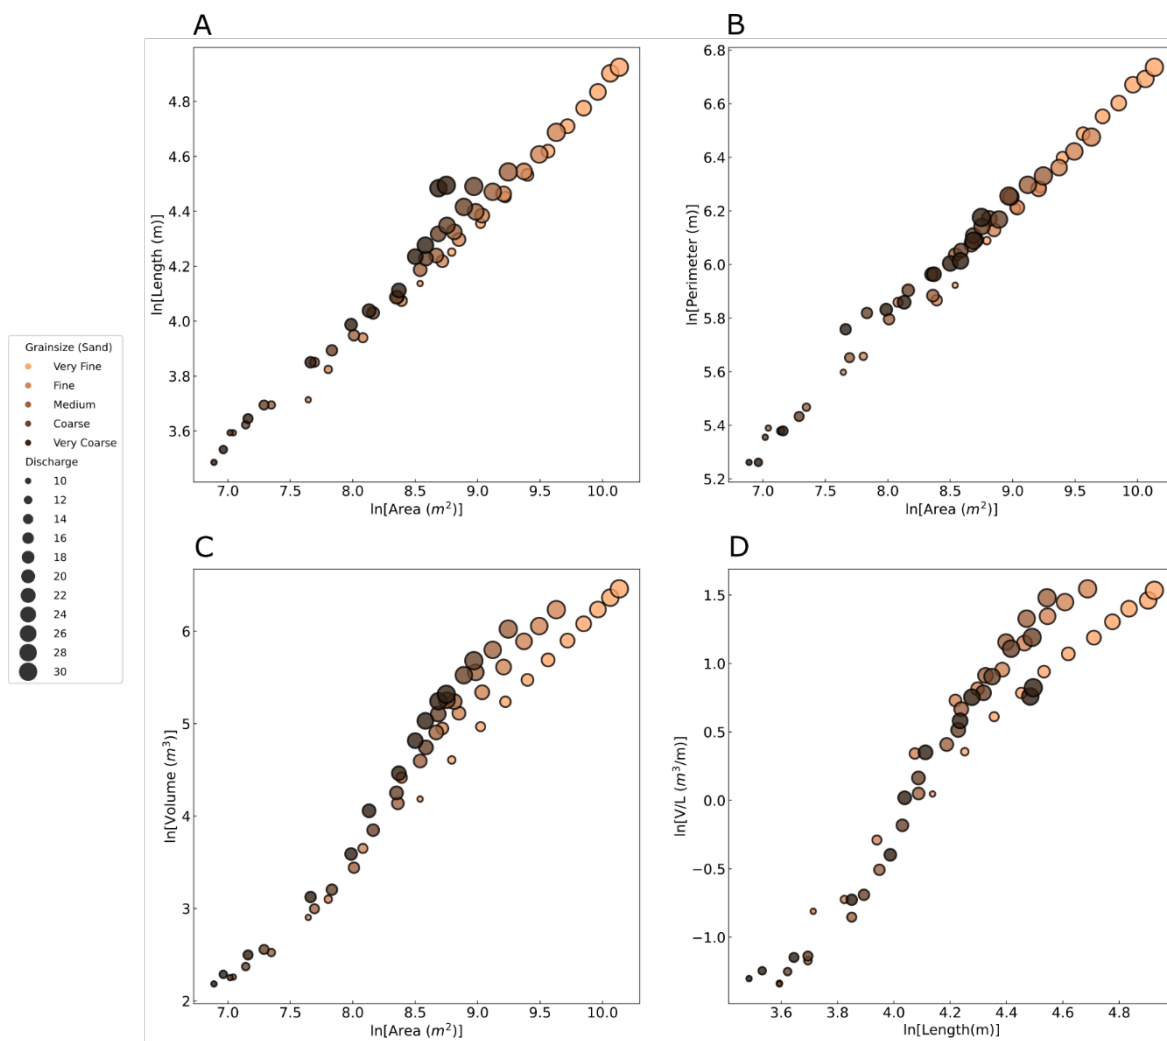 A
B
ln[Length (m)]
4.8
4.6
4.4
4.2
4.0
3.8
3.6
7.0 7.5 8.0 8.5 9.0 9.5 10.0
ln[Area (m²)]
ln[Perimeter (m)]
6.8
6.6
6.4
6.2
6.0
5.8
5.6
5.4
5.2
7.0 7.5 8.0 8.5 9.0 9.5 10.0
ln[Area (m²)]
Grainsize (Sand)
Very Fine
Fine
Medium
Coarse
Very Coarse
Discharge
10
12
14
16
18
20
22
24
26
28
30
C
D
ln[Volume (m³)]
6
5
4
3
2
7.0 7.5 8.0 8.5 9.0 9.5 10.0
ln[Area (m²)]
ln[V/L (m³/m)]
1.5
1.0
0.5
0.0
−0.5
−1.0
3.6 4.0 4.4 4.8
ln[Length(m)]